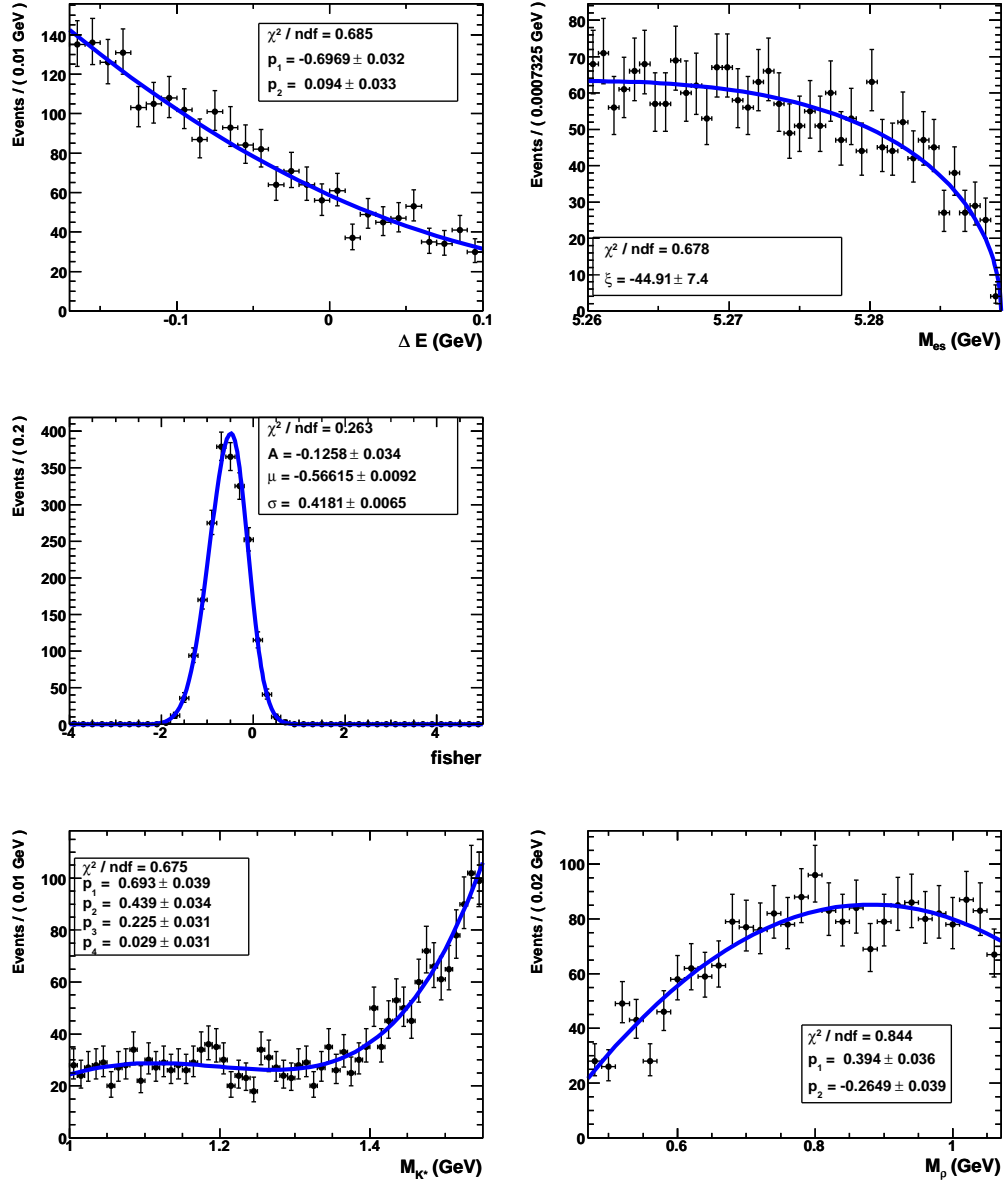 Events / ( 0.01 GeV )
140
120
100
80
60
40
20
0
-0.1
0
0.1
Δ E (GeV)
χ² / ndf = 0.685
p₁ = -0.6969 ± 0.032
p₂ = 0.094 ± 0.033
Events / ( 0.0007325 GeV )
80
70
60
50
40
30
20
10
0
5.26
5.27
5.28
M_es (GeV)
χ² / ndf = 0.678
ξ = -44.91 ± 7.4
Events / ( 0.2 )
400
350
300
250
200
150
100
50
0
-4
-2
0
2
4
fisher
χ² / ndf = 0.263
A = -0.1258 ± 0.034
μ = -0.56615 ± 0.0092
σ = 0.4181 ± 0.0065
Events / ( 0.01 GeV )
100
80
60
40
20
0
1
1.2
1.4
M_K* (GeV)
χ² / ndf = 0.675
p₁ = 0.693 ± 0.039
p₂ = 0.439 ± 0.034
p₃ = 0.225 ± 0.031
p₄ = 0.029 ± 0.031
Events / ( 0.02 GeV )
100
80
60
40
20
0
0.6
0.8
1
M_ρ (GeV)
χ² / ndf = 0.844
p₁ = 0.394 ± 0.036
p₂ = -0.2649 ± 0.039